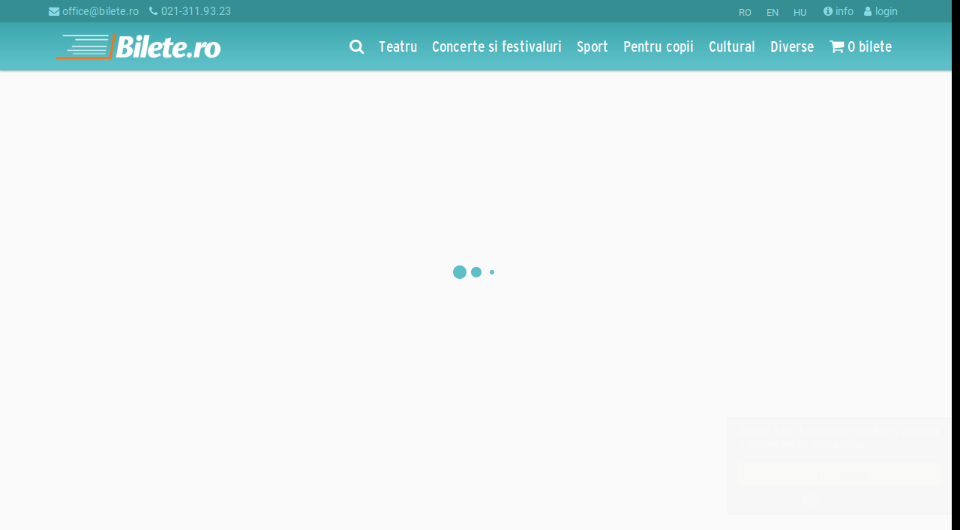 office@bilete.ro 021-311.93.23 RO EN HU info login
Bilete.ro Teatru Concerte si festivaluri Sport Pentru copii Cultural Diverse 0 bilete